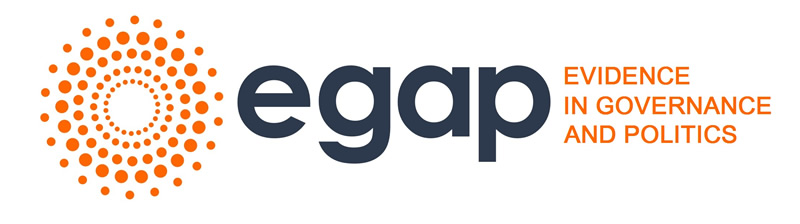 egap
EVIDENCE
IN GOVERNANCE
AND POLITICS